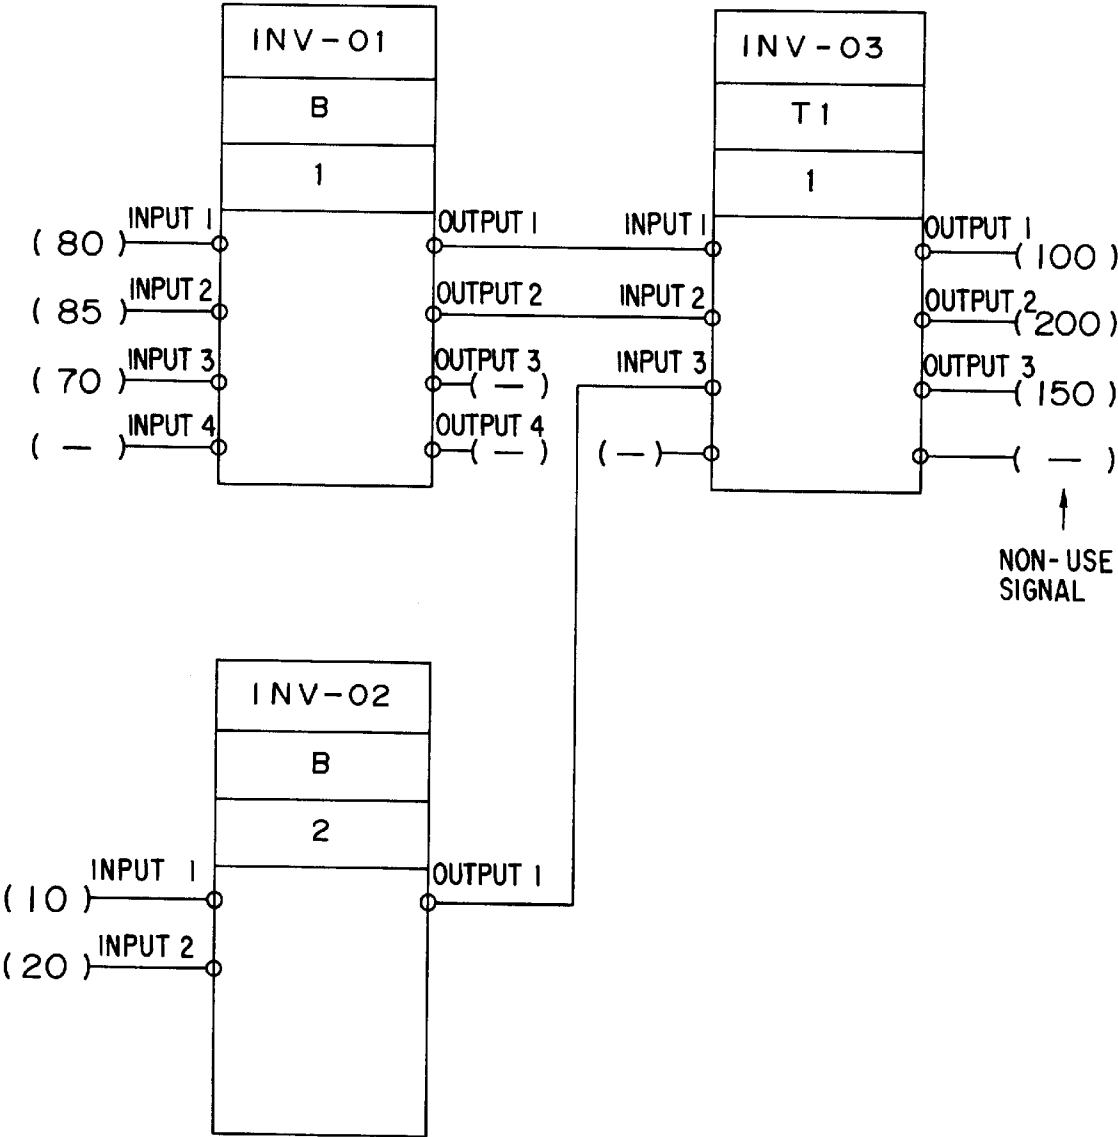 INV-01
B
1
INPUT 1
(80)
INPUT 2
(85)
INPUT 3
(70)
INPUT 4
(—)
OUTPUT 1
OUTPUT 2
OUTPUT 3
(—)
OUTPUT 4
(—)
INV-03
T1
1
INPUT 1
INPUT 2
INPUT 3
(—)
OUTPUT 1
(100)
OUTPUT 2
(200)
OUTPUT 3
(150)
(—)
NON-USE
SIGNAL
INV-02
B
2
INPUT 1
(10)
INPUT 2
(20)
OUTPUT 1